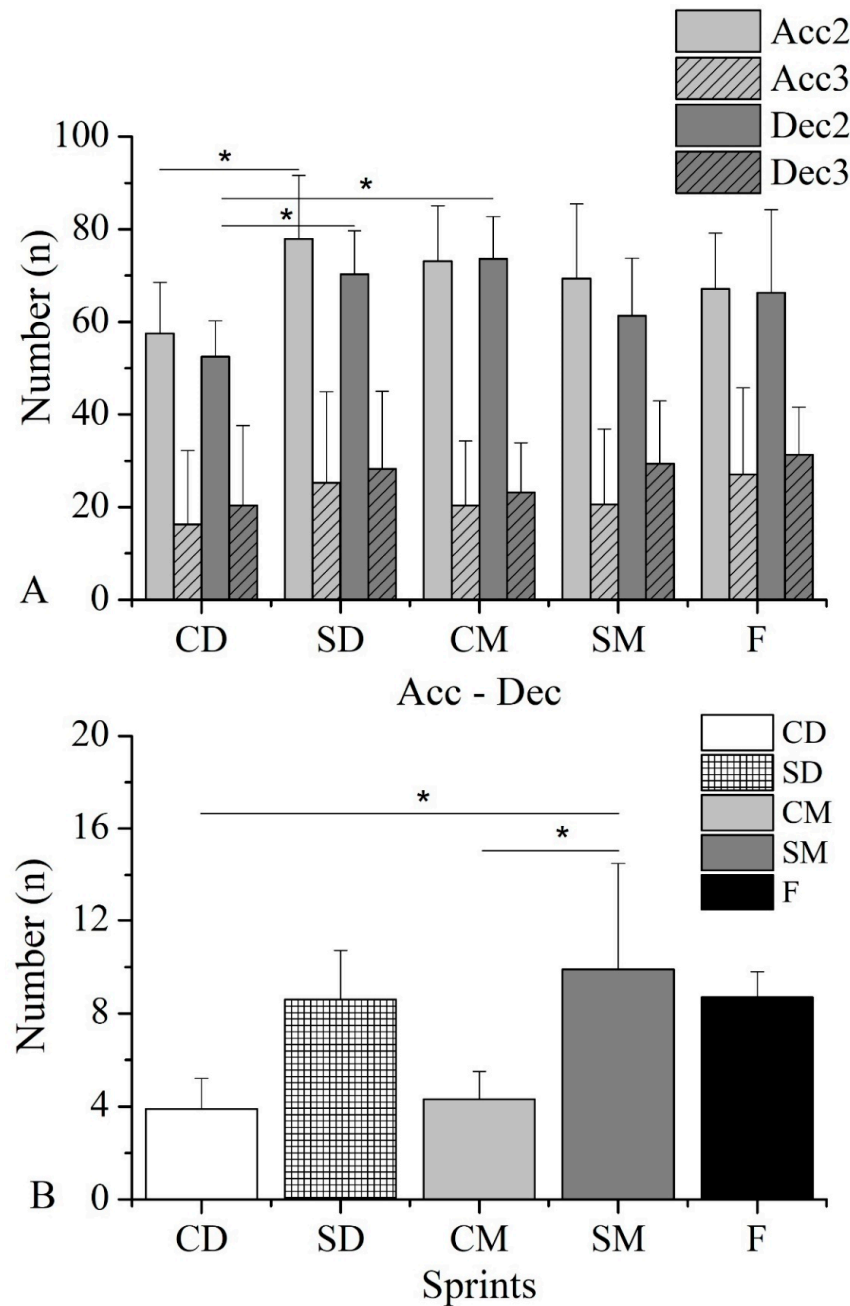 Acc2
Acc3
Dec2
Dec3
100
80
60
40
20
0
Number (n)
* 
*
*
A
CD SD CM SM F
Acc - Dec
CD
SD
CM
SM
F
20
16
12
8
4
0
Number (n)
*
*
B
CD SD CM SM F
Sprints